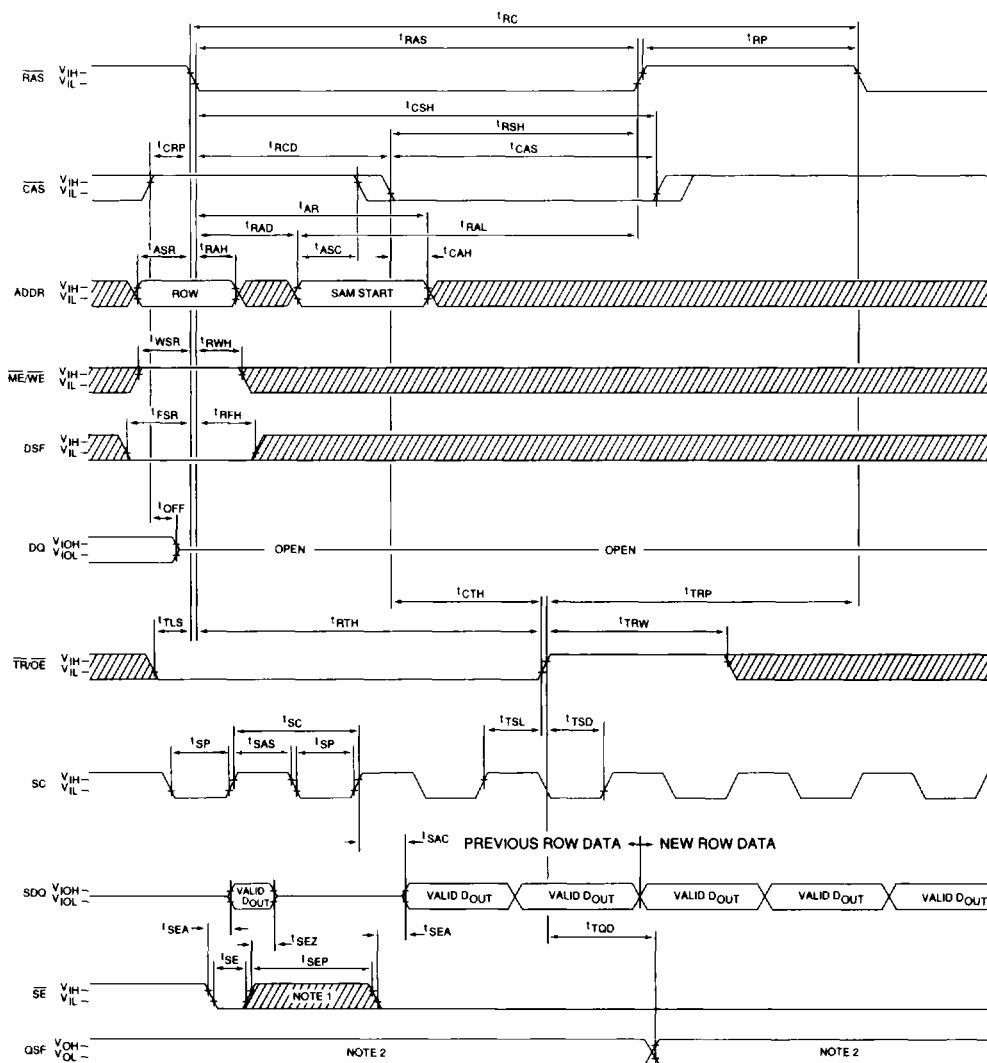 tRC
tRAS
tRP
RAS VIH
VIL
tCSH
tRSH
tCRP
tRCD
tCAS
CAS VIH
VIL
tAR
tRAD
tRAL
tASR
tRAH
tASC
tCAH
ADDR VIH
VIL
ROW
SAM START
tWSR
tRWH
ME/WE VIH
VIL
tFSR
tRFH
DSF VIH
VIL
tOFF
DQ VIOH
VIOL
OPEN
OPEN
tCTH
tTRP
tTLS
tRTH
tTRW
TR/OE VIH
VIL
tSC
tTSL
tTSD
tSP
tSAS
tSP
SC VIH
VIL
tSAC
PREVIOUS ROW DATA
NEW ROW DATA
SDQ VIOH
VIOL
VALID DOUT
VALID DOUT
VALID DOUT
VALID DOUT
VALID DOUT
VALID DOUT
tSEA
tSEZ
tSEA
tTQD
tSE
tSEP
SE VIH
VIL
NOTE 1
QSF VOH
VOL
NOTE 2
NOTE 2